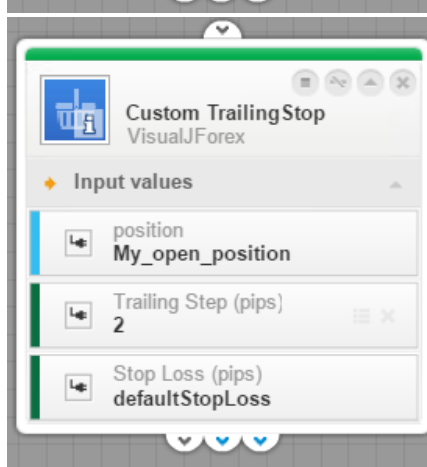 Custom TrailingStop
VisualJForex
Input values
position
My_open_position
Trailing Step (pips)
2
Stop Loss (pips)
defaultStopLoss